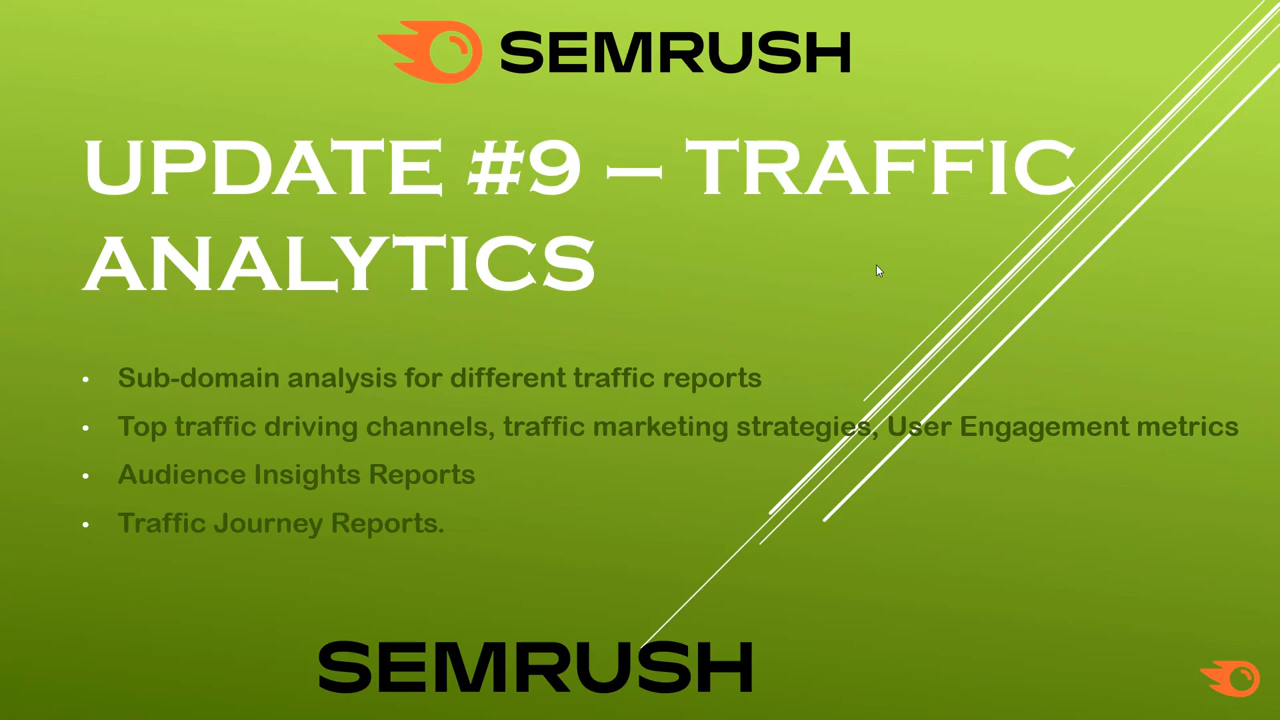 SEMRUSH
UPDATE #9 – TRAFFIC
ANALYTICS
• Sub-domain analysis for different traffic reports
• Top traffic driving channels, traffic marketing strategies, User Engagement metrics
• Audience Insights Reports
• Traffic Journey Reports.
SEMRUSH